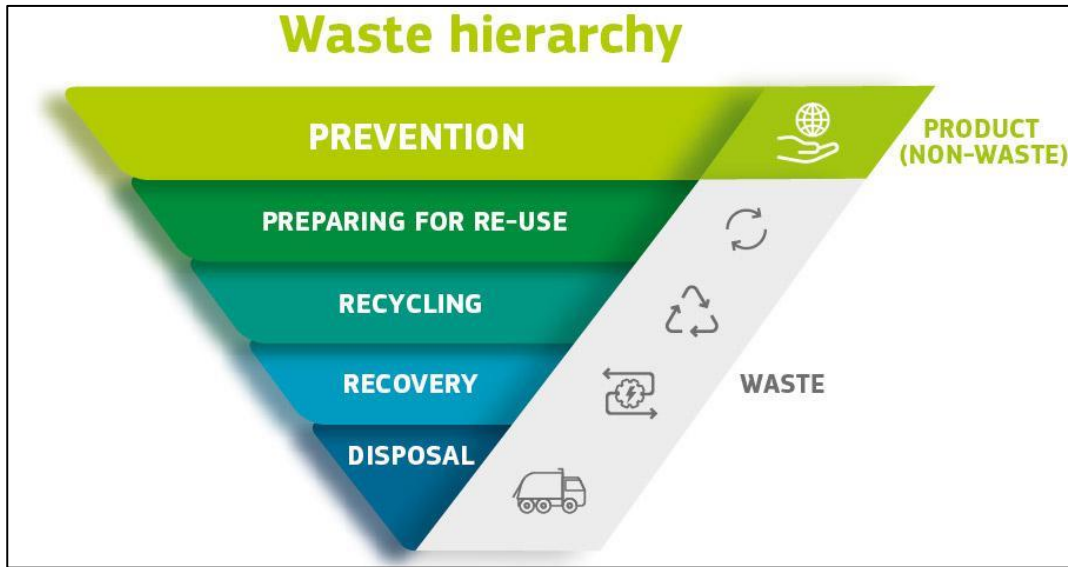 Waste hierarchy
PREVENTION
PRODUCT
(NON-WASTE)
PREPARING FOR RE-USE
RECYCLING
RECOVERY
WASTE
DISPOSAL